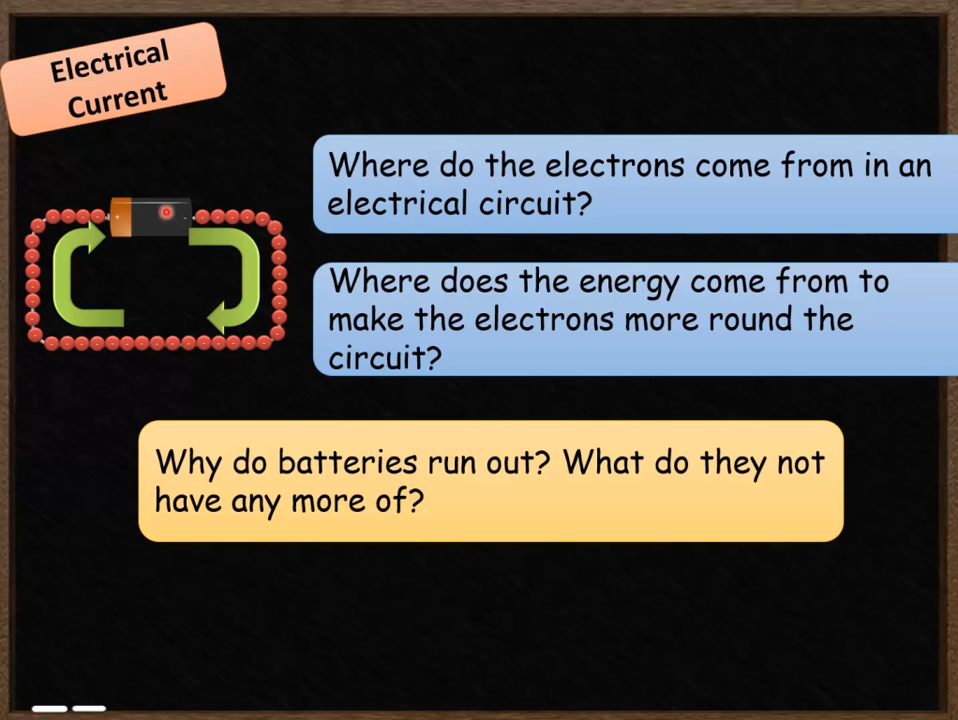 Electrical
Current
Where do the electrons come from in an
electrical circuit?
Where does the energy come from to
make the electrons more round the
circuit?
Why do batteries run out? What do they not
have any more of?